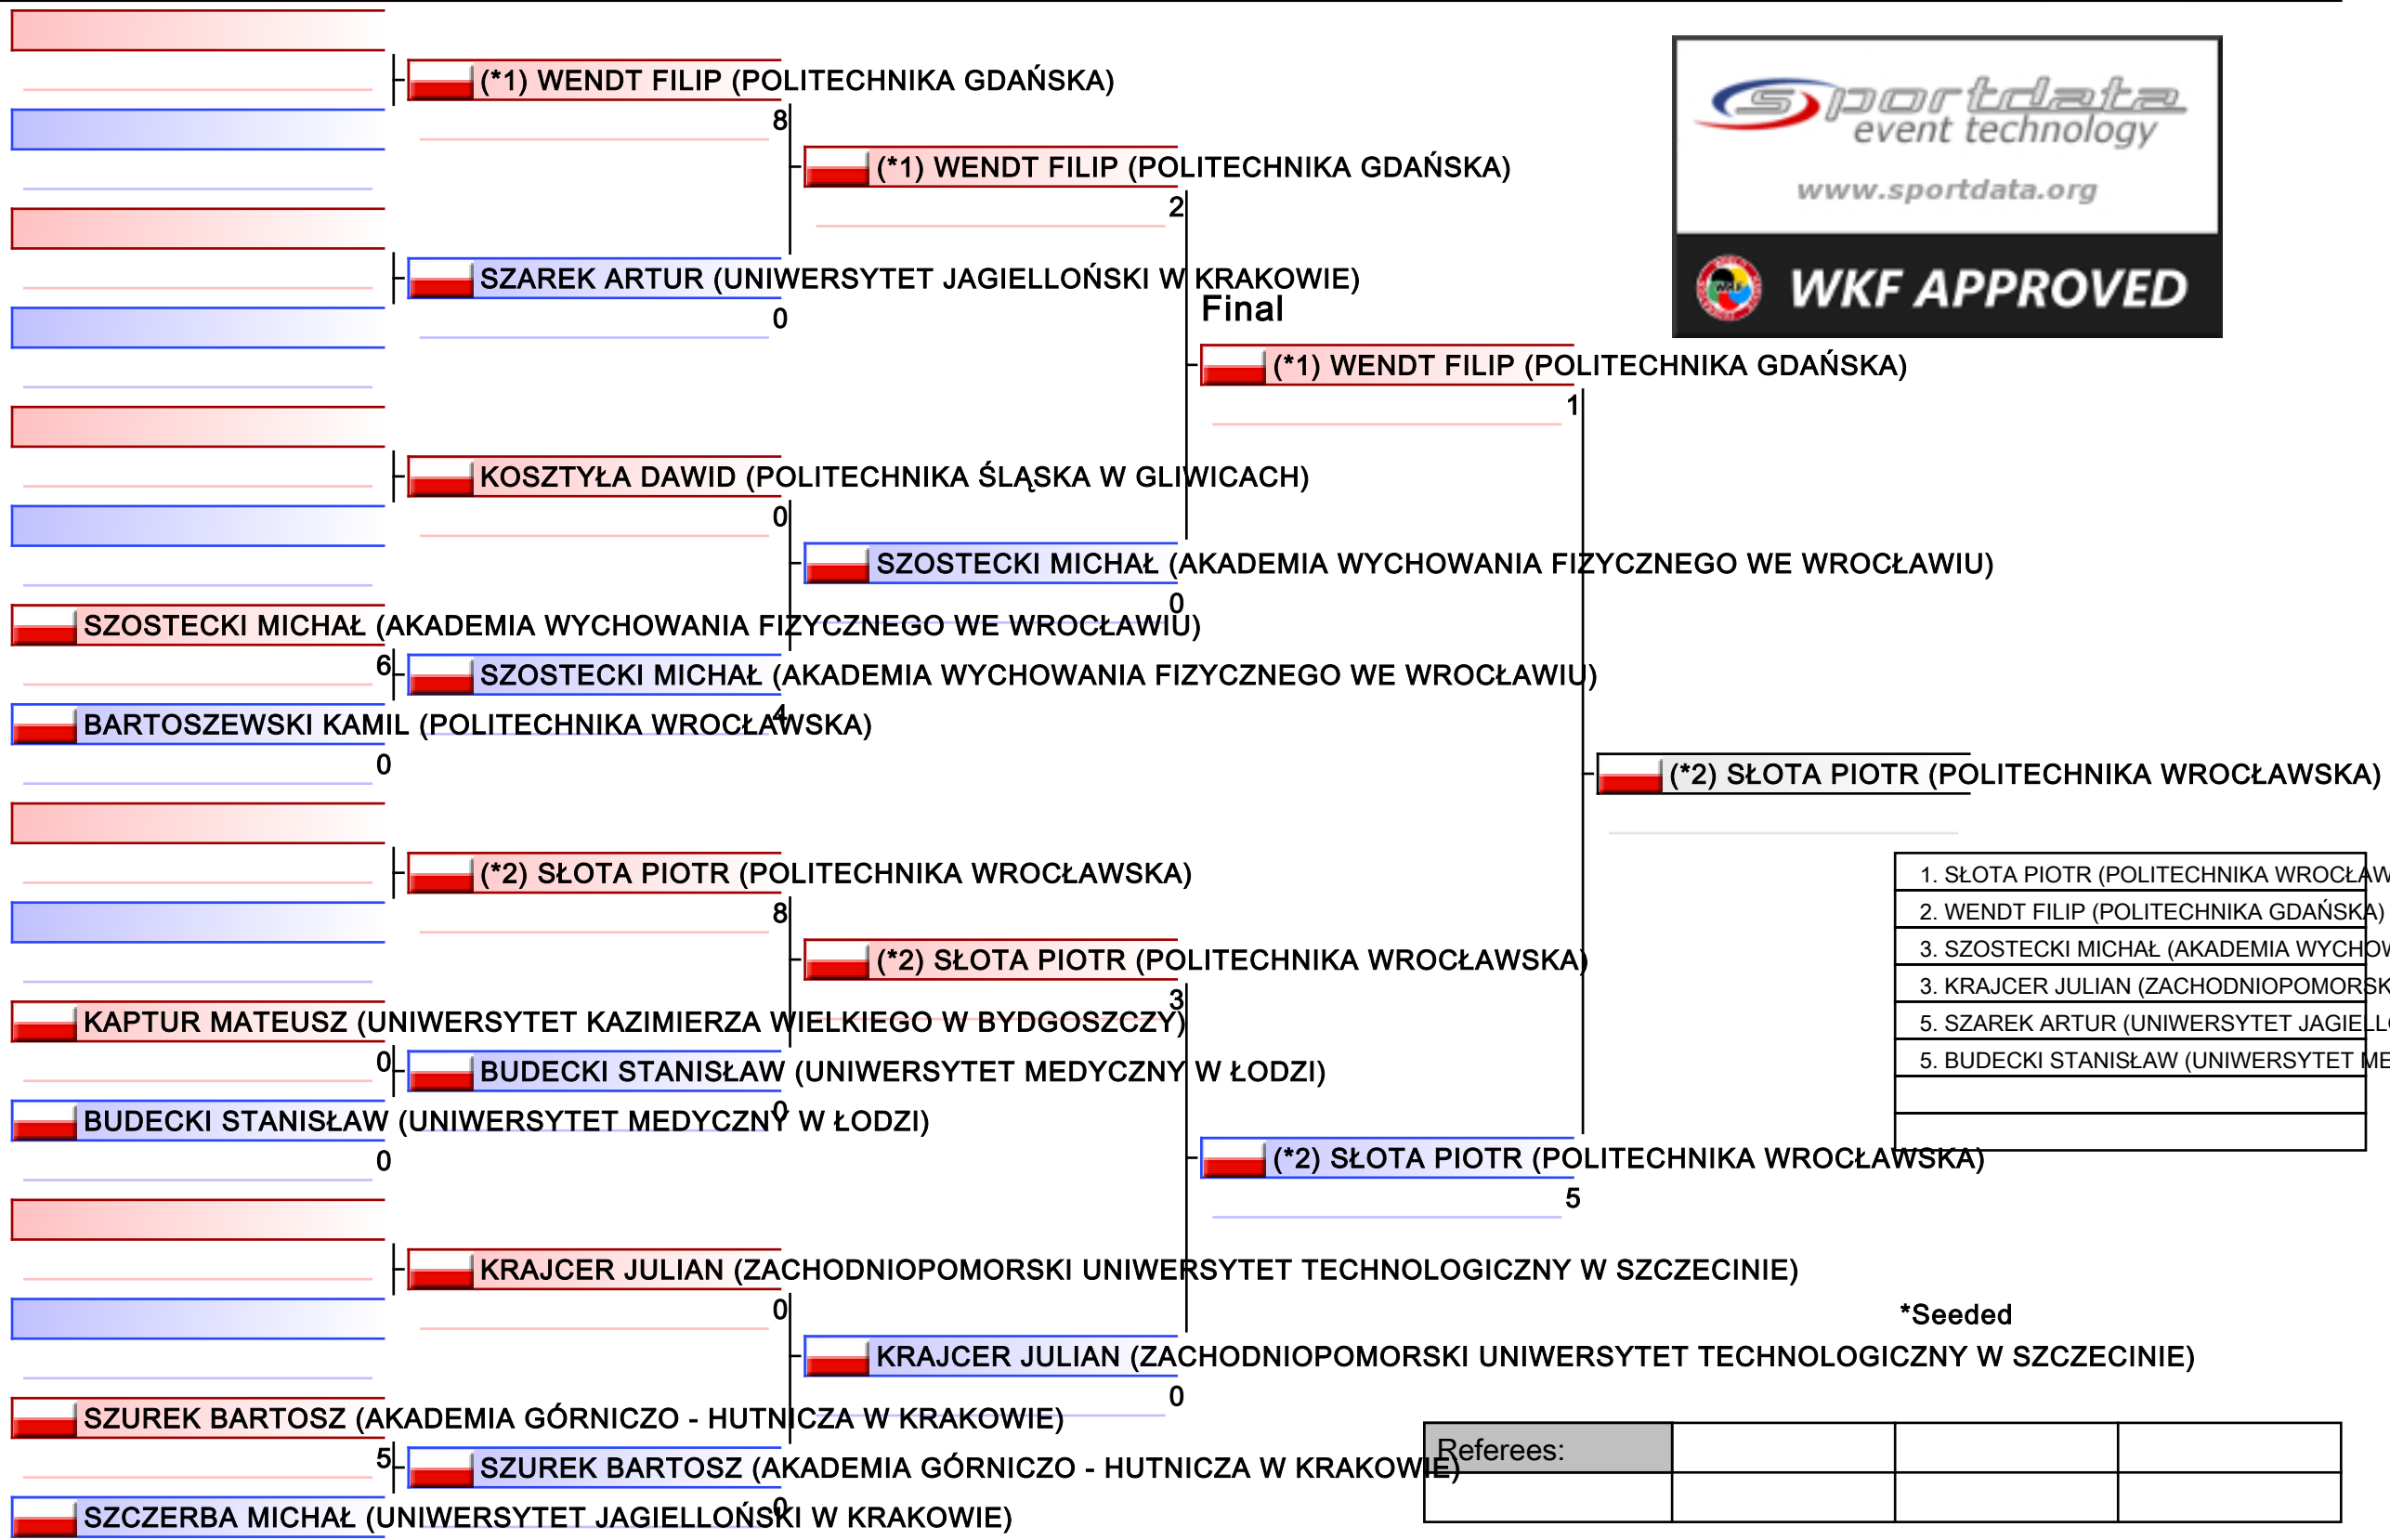 (*1) WENDT FILIP (POLITECHNIKA GDAŃSKA)
8
(*1) WENDT FILIP (POLITECHNIKA GDAŃSKA)
2
SZAREK ARTUR (UNIWERSYTET JAGIELLOŃSKI W KRAKOWIE)
0
Final
(*1) WENDT FILIP (POLITECHNIKA GDAŃSKA)
1
KOSZTYŁA DAWID (POLITECHNIKA ŚLĄSKA W GLIWICACH)
0
SZOSTECKI MICHAŁ (AKADEMIA WYCHOWANIA FIZYCZNEGO WE WROCŁAWIU)
0
SZOSTECKI MICHAŁ (AKADEMIA WYCHOWANIA FIZYCZNEGO WE WROCŁAWIU)
6
SZOSTECKI MICHAŁ (AKADEMIA WYCHOWANIA FIZYCZNEGO WE WROCŁAWIU)
4
BARTOSZEWSKI KAMIL (POLITECHNIKA WROCŁAWSKA)
0
(*2) SŁOTA PIOTR (POLITECHNIKA WROCŁAWSKA)
(*2) SŁOTA PIOTR (POLITECHNIKA WROCŁAWSKA)
8
(*2) SŁOTA PIOTR (POLITECHNIKA WROCŁAWSKA)
3
KAPTUR MATEUSZ (UNIWERSYTET KAZIMIERZA WIELKIEGO W BYDGOSZCZY)
0
BUDECKI STANISŁAW (UNIWERSYTET MEDYCZNY W ŁODZI)
0
BUDECKI STANISŁAW (UNIWERSYTET MEDYCZNY W ŁODZI)
0
(*2) SŁOTA PIOTR (POLITECHNIKA WROCŁAWSKA)
5
KRAJCER JULIAN (ZACHODNIOPOMORSKI UNIWERSYTET TECHNOLOGICZNY W SZCZECINIE)
0
KRAJCER JULIAN (ZACHODNIOPOMORSKI UNIWERSYTET TECHNOLOGICZNY W SZCZECINIE)
0
SZUREK BARTOSZ (AKADEMIA GÓRNICZO - HUTNICZA W KRAKOWIE)
5
SZUREK BARTOSZ (AKADEMIA GÓRNICZO - HUTNICZA W KRAKOWIE)
0
SZCZERBA MICHAŁ (UNIWERSYTET JAGIELLOŃSKI W KRAKOWIE)
sportdata
event technology
www.sportdata.org
WKF APPROVED
1. SŁOTA PIOTR (POLITECHNIKA WROCŁAW
2. WENDT FILIP (POLITECHNIKA GDAŃSKA)
3. SZOSTECKI MICHAŁ (AKADEMIA WYCHOW
3. KRAJCER JULIAN (ZACHODNIOPOMORSK
5. SZAREK ARTUR (UNIWERSYTET JAGIELLO
5. BUDECKI STANISŁAW (UNIWERSYTET ME
*Seeded
Referees: